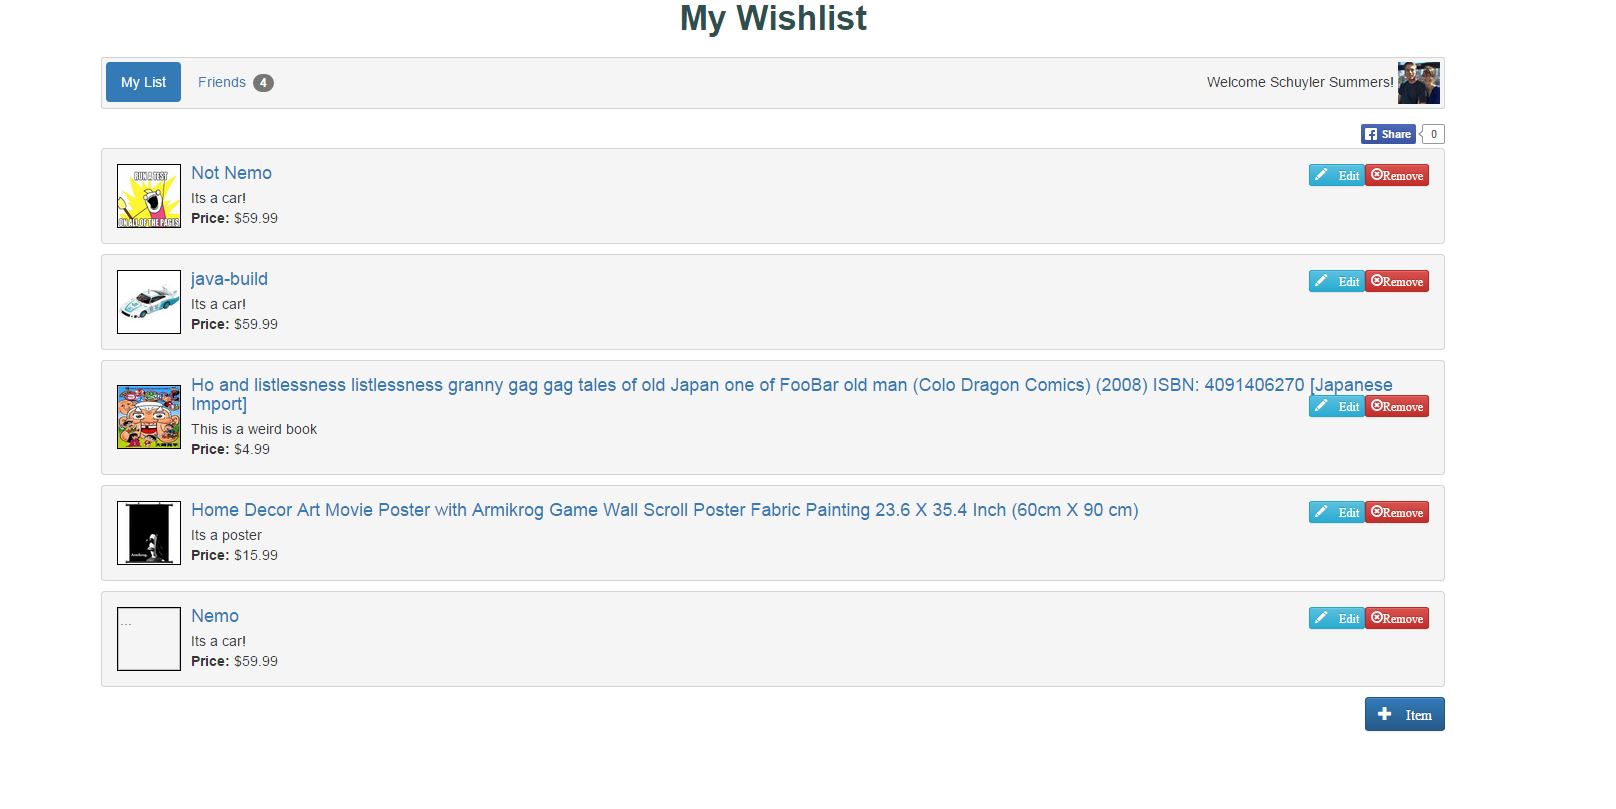 My Wishlist
My List
Friends 4
Welcome Schuyler Summers!
Share 0
RUN A TEST
ON ALL OF THE PAGES
Not Nemo
Edit Remove
Its a car!
Price: $59.99
java-build
Edit Remove
Its a car!
Price: $59.99
Ho and listlessness listlessness granny gag gag tales of old Japan one of FooBar old man (Colo Dragon Comics) (2008) ISBN: 4091406270 [Japanese
Import]
Edit Remove
This is a weird book
Price: $4.99
Home Decor Art Movie Poster with Armikrog Game Wall Scroll Poster Fabric Painting 23.6 X 35.4 Inch (60cm X 90 cm)
Edit Remove
Its a poster
Price: $15.99
Armikrog.
Nemo
Edit Remove
...
Its a car!
Price: $59.99
Item